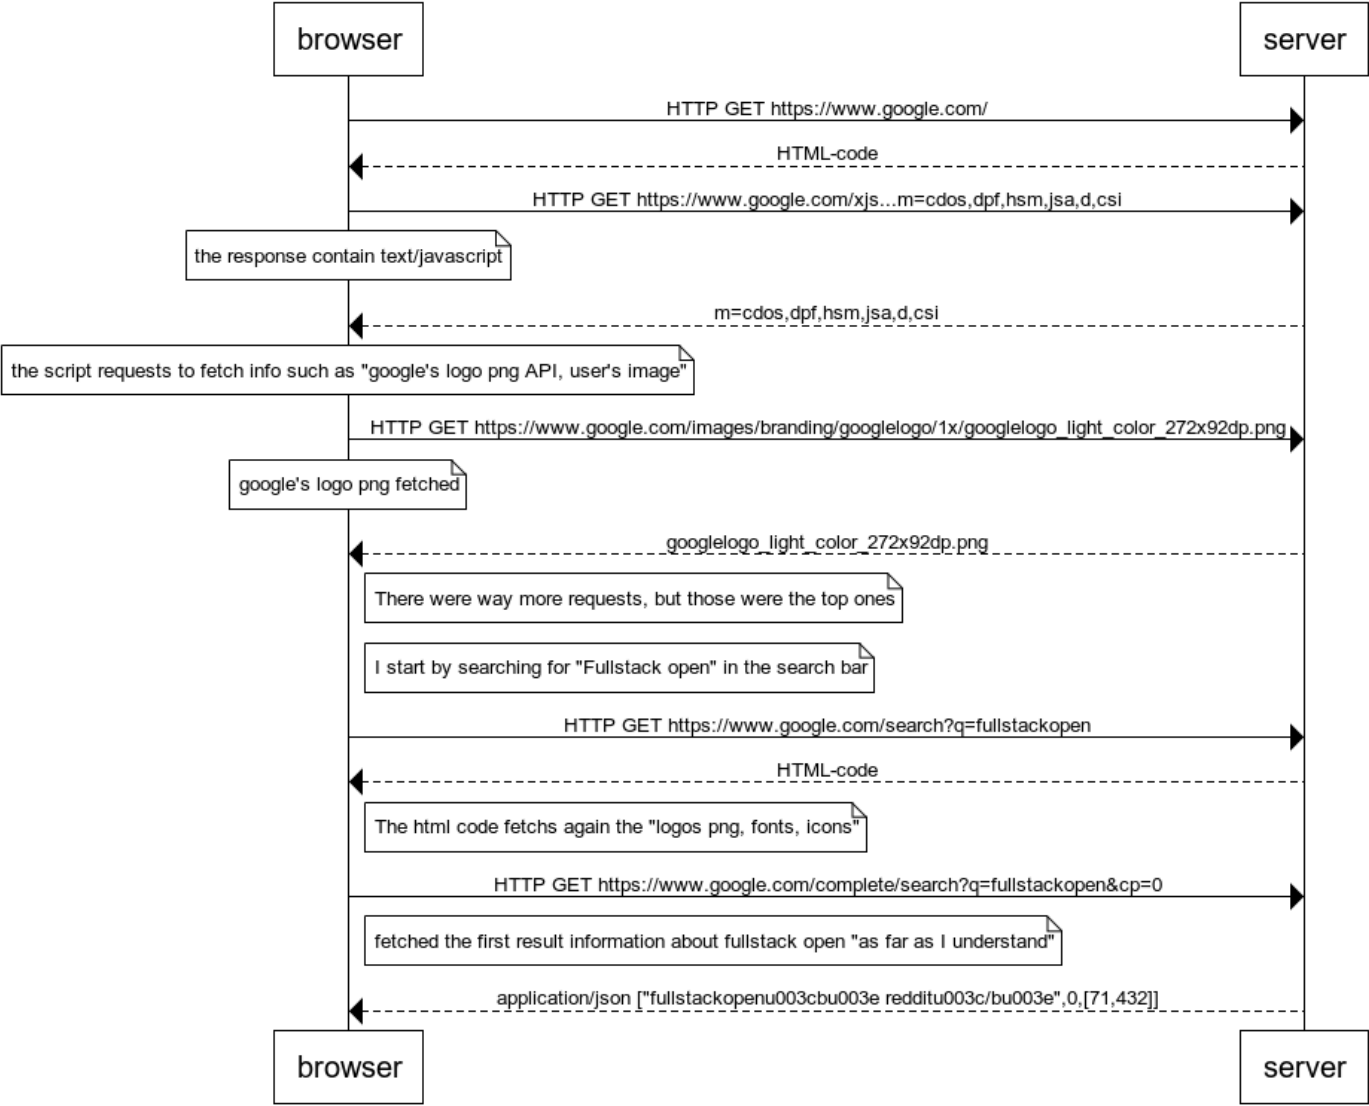 browser
server
HTTP GET https://www.google.com/
HTML-code
HTTP GET https://www.google.com/xjs...m=cdos,dpf,hsm,jsa,d,csi
the response contain text/javascript
m=cdos,dpf,hsm,jsa,d,csi
the script requests to fetch info such as "google's logo png API, user's image"
HTTP GET https://www.google.com/images/branding/googlelogo/1x/googlelogo_light_color_272x92dp.png
google's logo png fetched
googlelogo_light_color_272x92dp.png
There were way more requests, but those were the top ones
I start by searching for "Fullstack open" in the search bar
HTTP GET https://www.google.com/search?q=fullstackopen
HTML-code
The html code fetchs again the "logos png, fonts, icons"
HTTP GET https://www.google.com/complete/search?q=fullstackopen&cp=0
fetched the first result information about fullstack open "as far as I understand"
application/json ["fullstackopenu003cbu003e redditu003c/bu003e",0,[71,432]]
browser
server